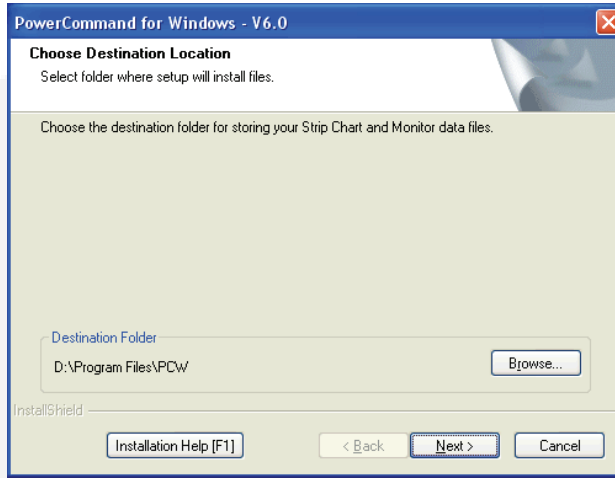 PowerCommand for Windows - V6.0
Choose Destination Location
Select folder where setup will install files.
Choose the destination folder for storing your Strip Chart and Monitor data files.
Destination Folder
D:\Program Files\PCW
Browse...
InstallShield
Installation Help [F1]
< Back
Next >
Cancel